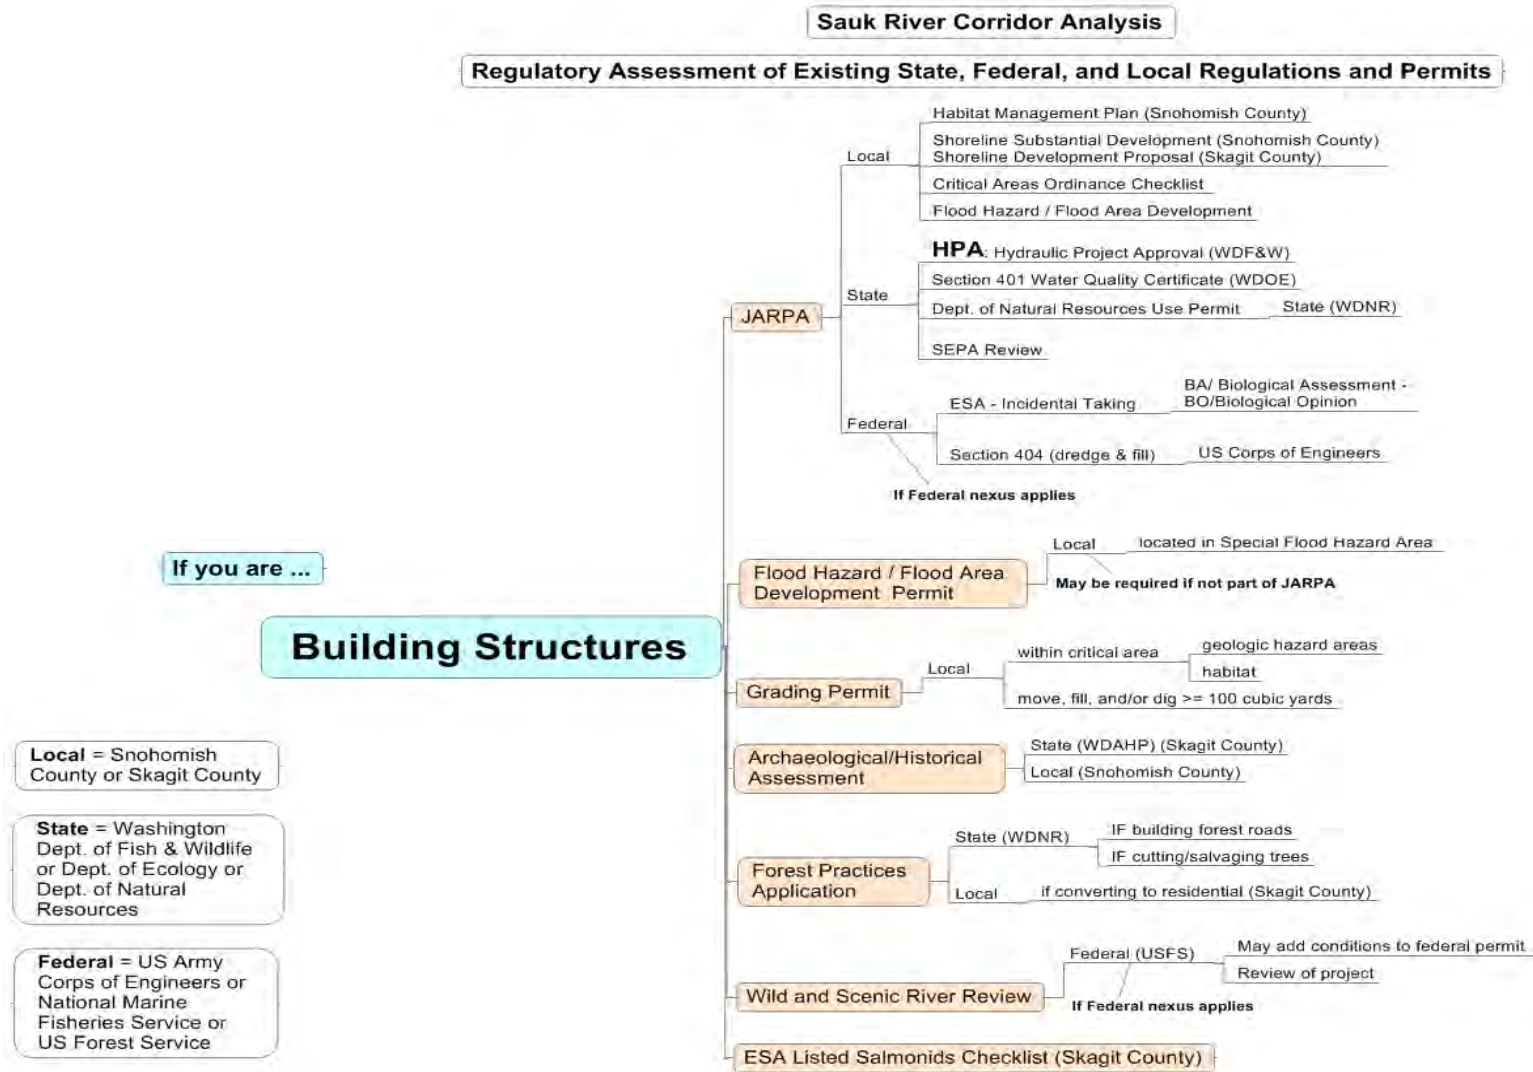 Sauk River Corridor Analysis
Regulatory Assessment of Existing State, Federal, and Local Regulations and Permits
If you are ...
Building Structures
JARPA
Local
Habitat Management Plan (Snohomish County)
Shoreline Substantial Development (Snohomish County)
Shoreline Development Proposal (Skagit County)
Critical Areas Ordinance Checklist
Flood Hazard / Flood Area Development
State
HPA: Hydraulic Project Approval (WDF&W)
Section 401 Water Quality Certificate (WDOE)
Dept. of Natural Resources Use Permit
State (WDNR)
SEPA Review
Federal
ESA - Incidental Taking
BA/ Biological Assessment -
BO/Biological Opinion
Section 404 (dredge & fill)
US Corps of Engineers
If Federal nexus applies
Flood Hazard / Flood Area
Development Permit
Local
located in Special Flood Hazard Area
May be required if not part of JARPA
Grading Permit
Local
within critical area
geologic hazard areas
habitat
move, fill, and/or dig >= 100 cubic yards
Archaeological/Historical
Assessment
State (WDAHP) (Skagit County)
Local (Snohomish County)
Forest Practices
Application
State (WDNR)
IF building forest roads
IF cutting/salvaging trees
Local
if converting to residential (Skagit County)
Wild and Scenic River Review
Federal (USFS)
May add conditions to federal permit
Review of project
If Federal nexus applies
ESA Listed Salmonids Checklist (Skagit County)
Local = Snohomish
County or Skagit County
State = Washington
Dept. of Fish & Wildlife
or Dept. of Ecology or
Dept. of Natural
Resources
Federal = US Army
Corps of Engineers or
National Marine
Fisheries Service or
US Forest Service